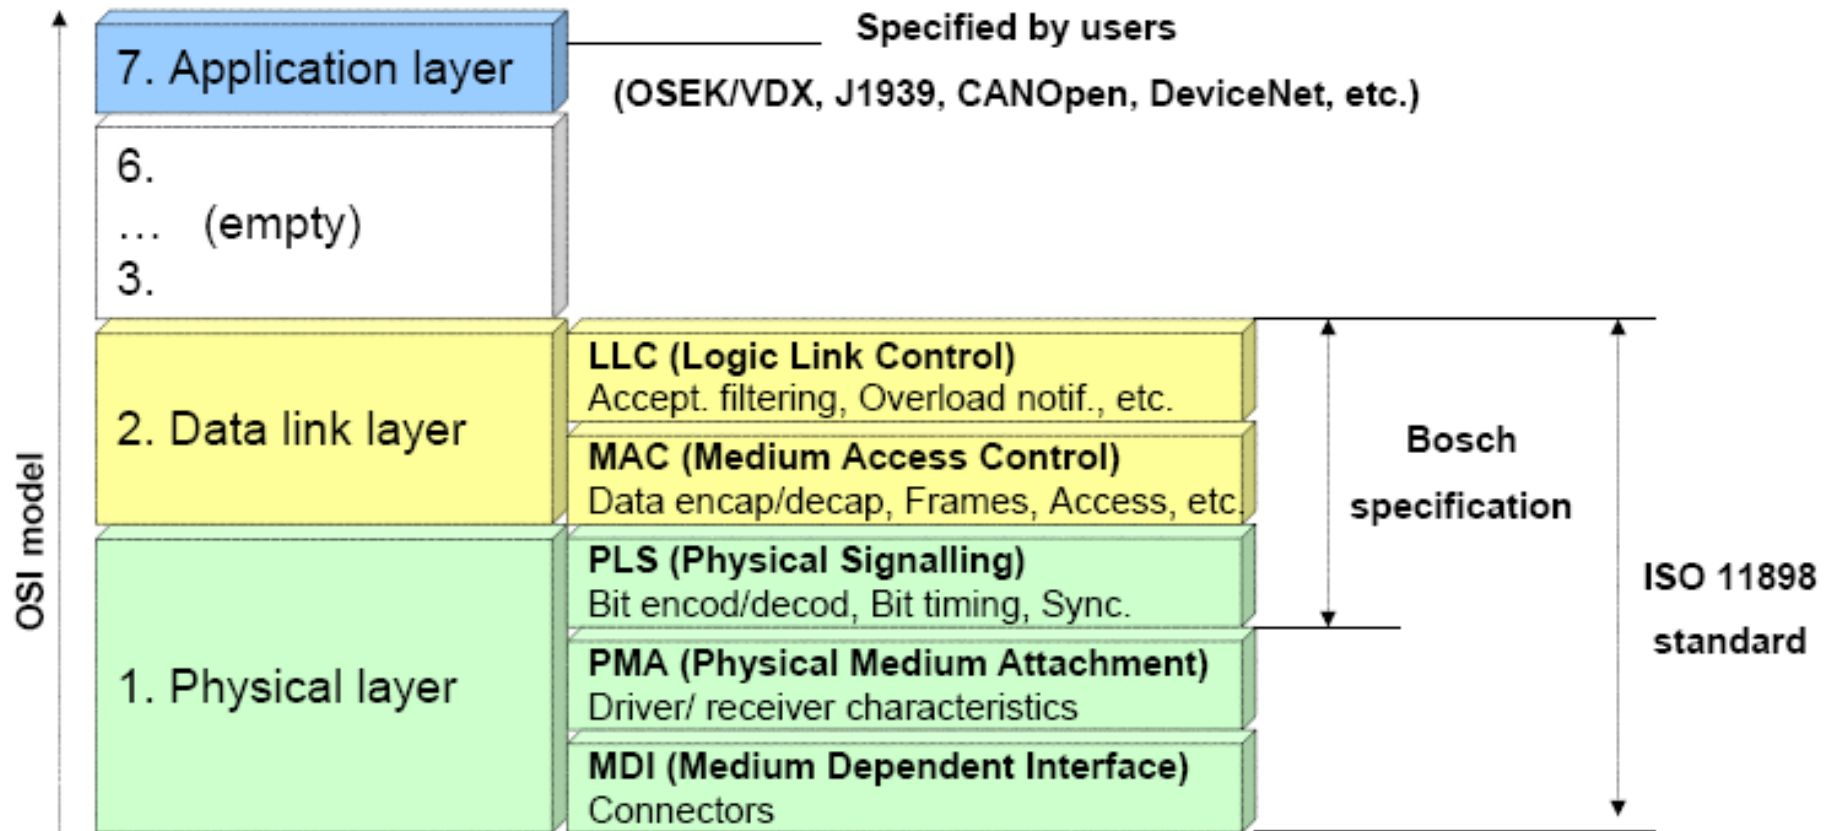 7. Application layer
Specified by users
(OSEK/VDX, J1939, CANOpen, DeviceNet, etc.)
6.
... (empty)
3.
2. Data link layer
LLC (Logic Link Control)
Accept. filtering, Overload notif., etc.
MAC (Medium Access Control)
Data encap/decap, Frames, Access, etc.
1. Physical layer
PLS (Physical Signalling)
Bit encod/decod, Bit timing, Sync.
PMA (Physical Medium Attachment)
Driver/ receiver characteristics
MDI (Medium Dependent Interface)
Connectors
Bosch
specification
ISO 11898
standard
OSI model